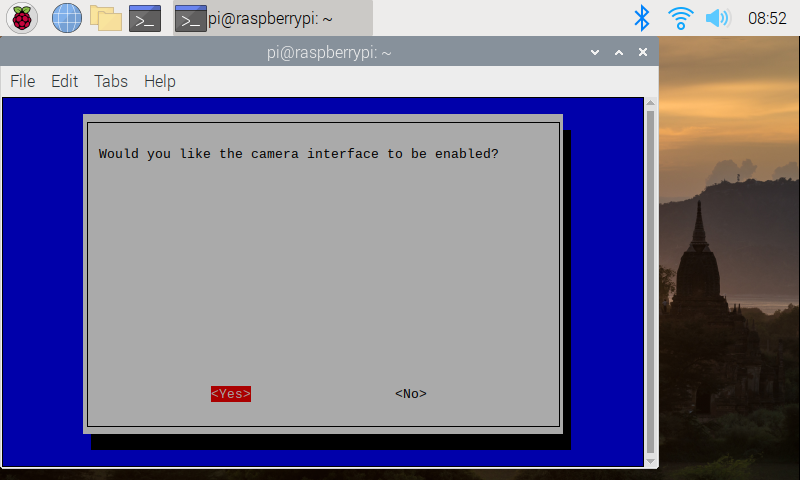 pi@raspberrypi: ~
08:52
pi@raspberrypi: ~
File Edit Tabs Help
Would you like the camera interface to be enabled?
<Yes> <No>